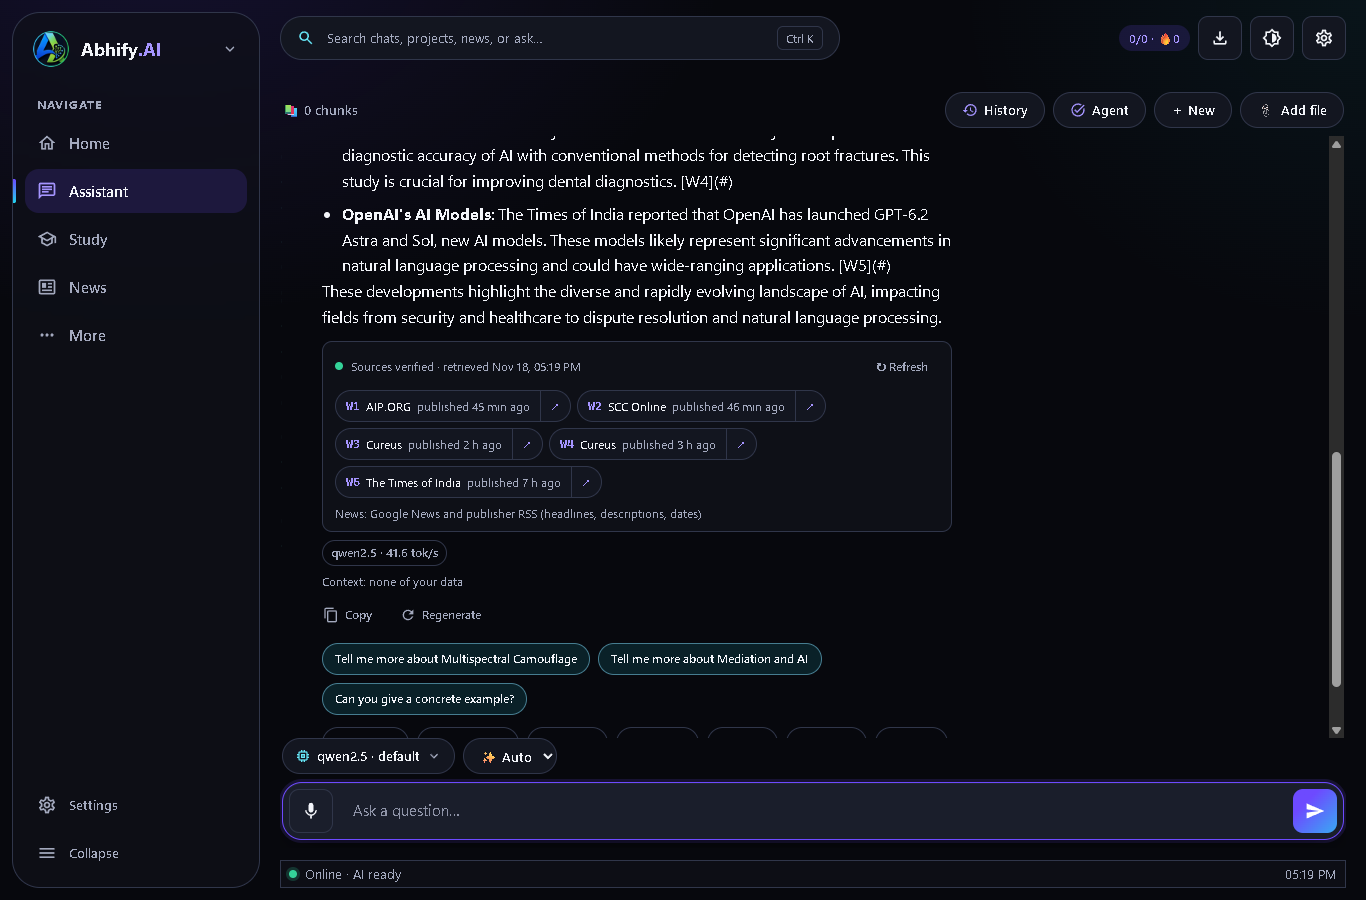 Abhify.AI
Search chats, projects, news, or ask...
Ctrl K
0/0 · 🔥 0
NAVIGATE
Home
Assistant
Study
News
More
Settings
Collapse
0 chunks
History
Agent
+ New
Add file
diagnostic accuracy of AI with conventional methods for detecting root fractures. This
study is crucial for improving dental diagnostics. [W4](#)
• OpenAI's AI Models: The Times of India reported that OpenAI has launched GPT-6.2
Astra and Sol, new AI models. These models likely represent significant advancements in
natural language processing and could have wide-ranging applications. [W5](#)
These developments highlight the diverse and rapidly evolving landscape of AI, impacting
fields from security and healthcare to dispute resolution and natural language processing.
Sources verified · retrieved Nov 18, 05:19 PM
↻ Refresh
W1 AIP.ORG published 45 min ago ↗
W2 SCC Online published 46 min ago ↗
W3 Cureus published 2 h ago ↗
W4 Cureus published 3 h ago ↗
W5 The Times of India published 7 h ago ↗
News: Google News and publisher RSS (headlines, descriptions, dates)
qwen2.5 · 41.6 tok/s
Context: none of your data
Copy
Regenerate
Tell me more about Multispectral Camouflage
Tell me more about Mediation and AI
Can you give a concrete example?
qwen2.5 · default
✨ Auto
Ask a question...
Online · AI ready
05:19 PM